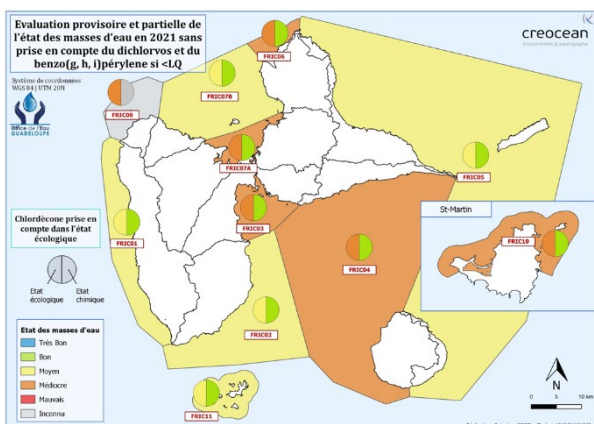 Evaluation provisoire et partielle de
l'état des masses d'eau en 2021 sans
prise en compte du dichlorvos et du
benzo(g, h, i)pérylene si <LQ
creocean
Environnement & océanographie
Système de coordonnées
WGS 84 | UTM 20N
Office de l'Eau
GUADELOUPE
FRIC06
FRIC07B
FRIC08
FRIC07A
FRIC05
FRIC03
FRIC01
FRIC04
FRIC02
FRIC11
St-Martin
FRIC10
Chlordécone prise en
compte dans l'état
écologique
Etat
écologique
Etat
chimique
Etat des masses d'eau
Très Bon
Bon
Moyen
Médiocre
Mauvais
Inconnu
N
0 5 10 km